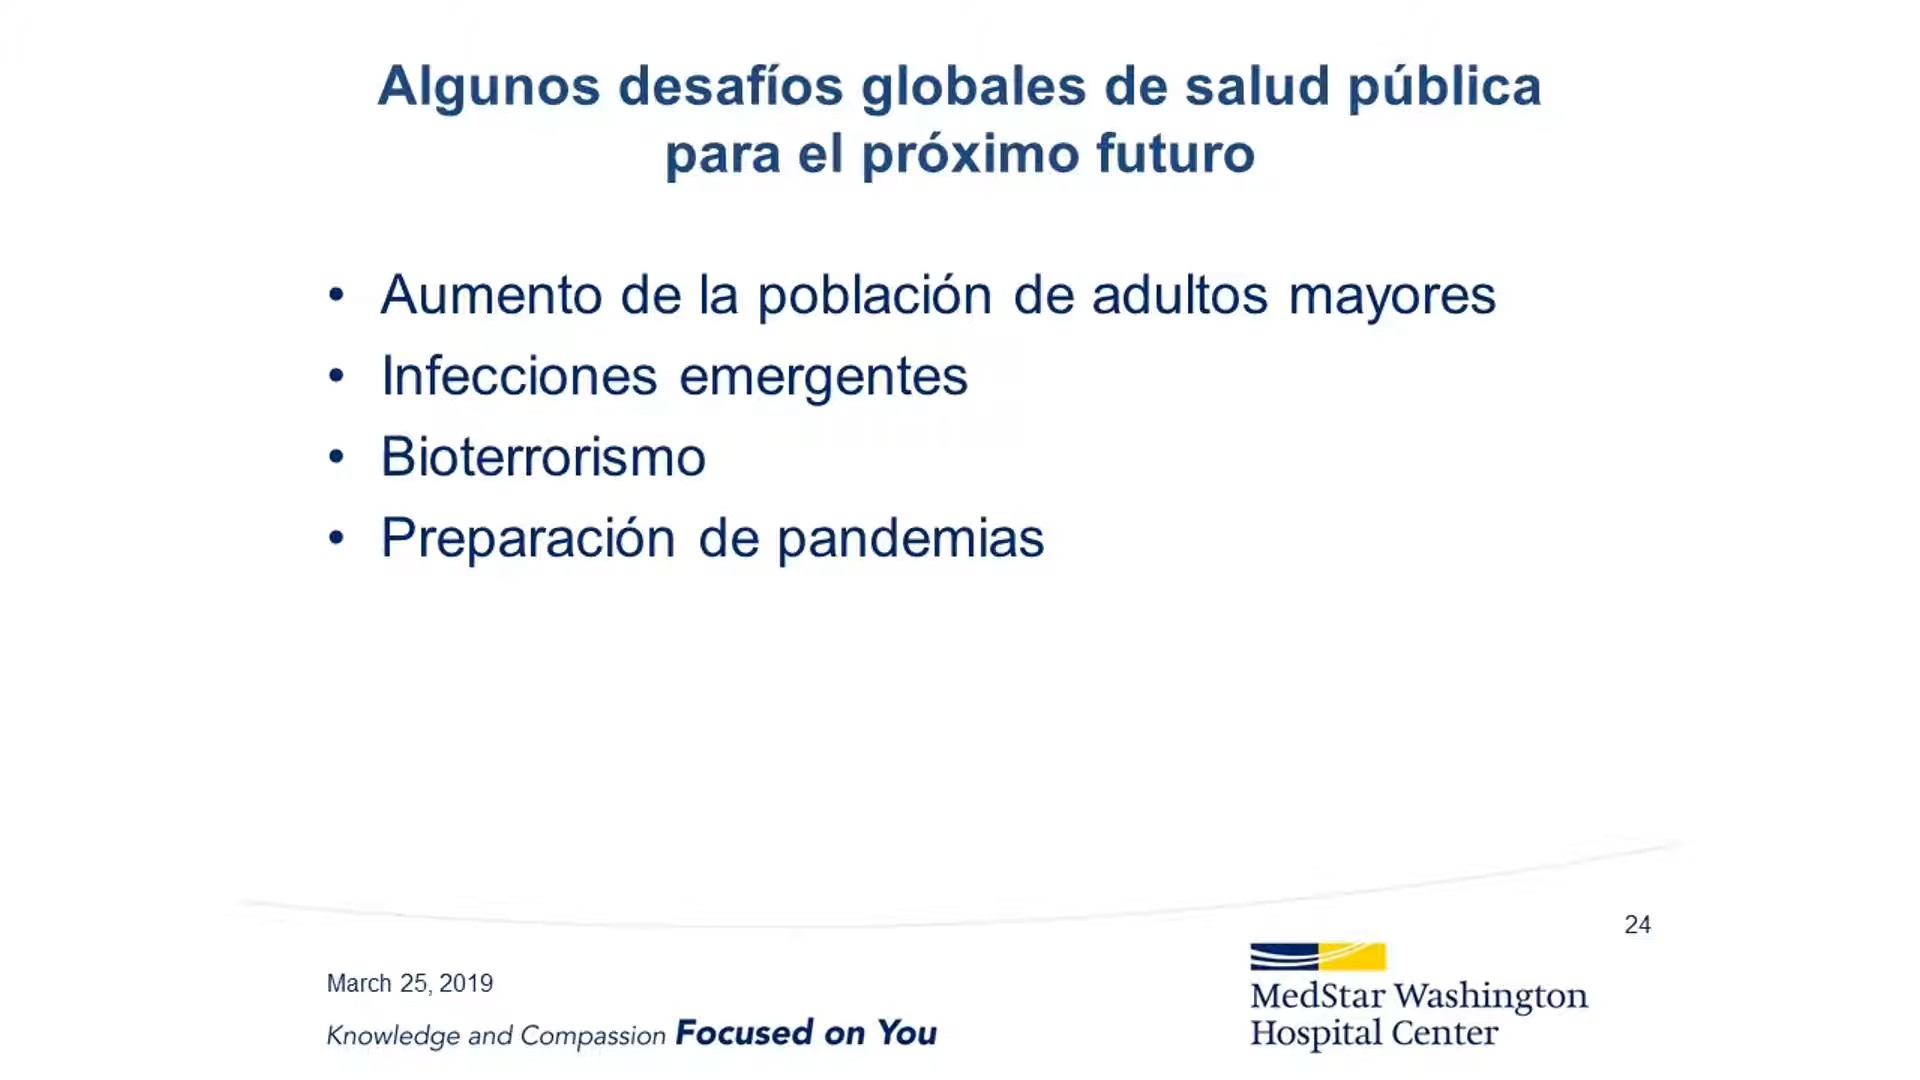 Algunos desafíos globales de salud pública
para el próximo futuro
• Aumento de la población de adultos mayores
• Infecciones emergentes
• Bioterrorismo
• Preparación de pandemias
24
March 25, 2019
Knowledge and Compassion Focused on You
MedStar Washington
Hospital Center